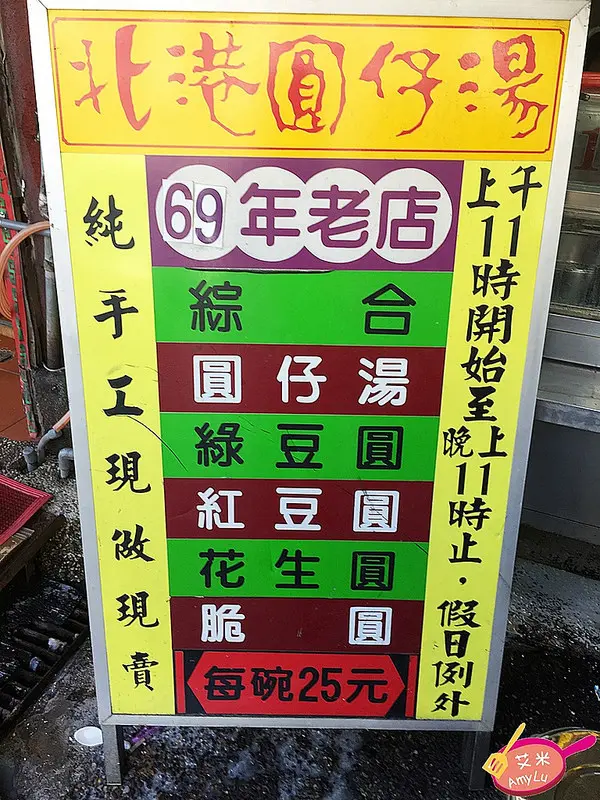 北港圓仔湯
純手工現做現賣
69年老店
綜合
圓仔湯
綠豆圓
紅豆圓
花生圓
脆圓
每碗25元
上午11時開始至晚上11時止．假日例外
艾米
AmyLu